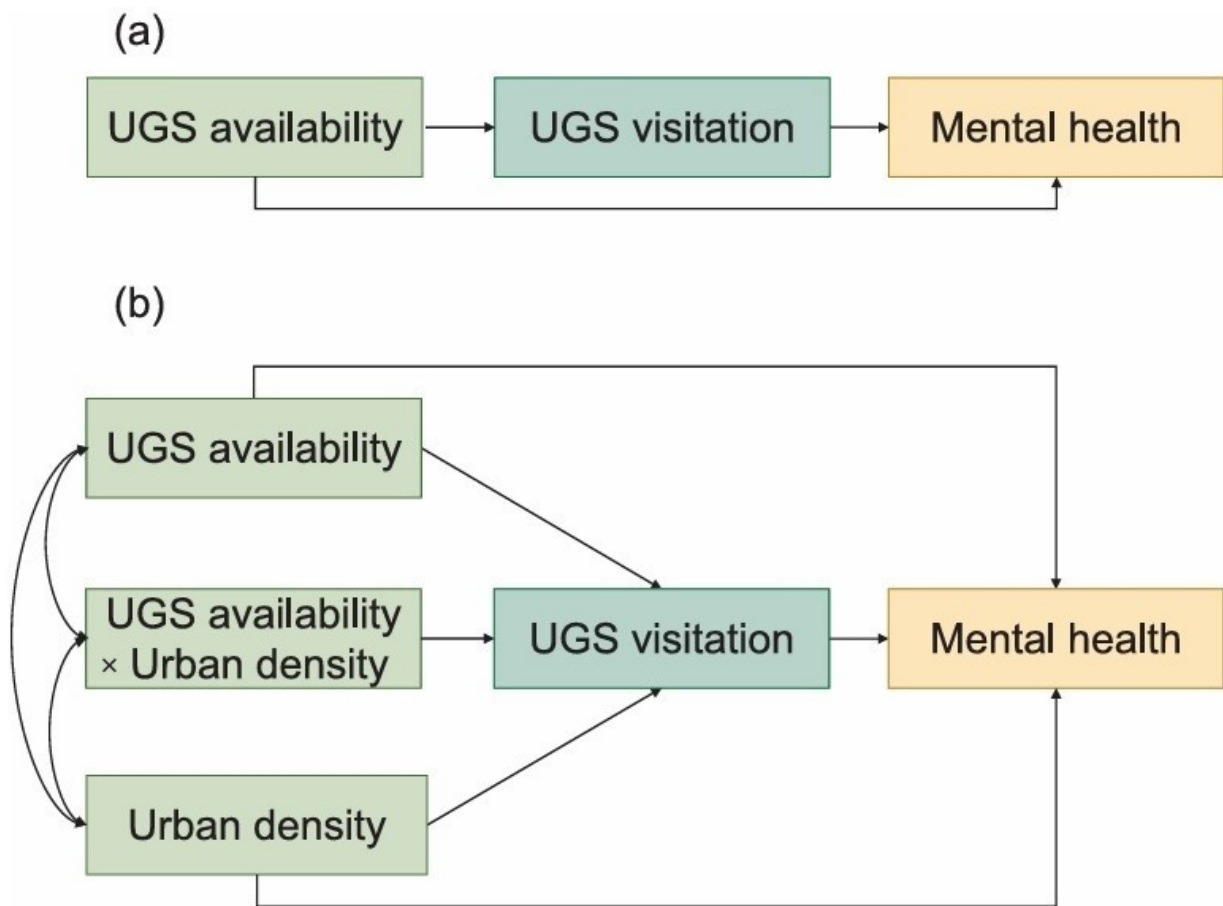 (a)
UGS availability
UGS visitation
Mental health
(b)
UGS availability
UGS availability
× Urban density
UGS visitation
Mental health
Urban density